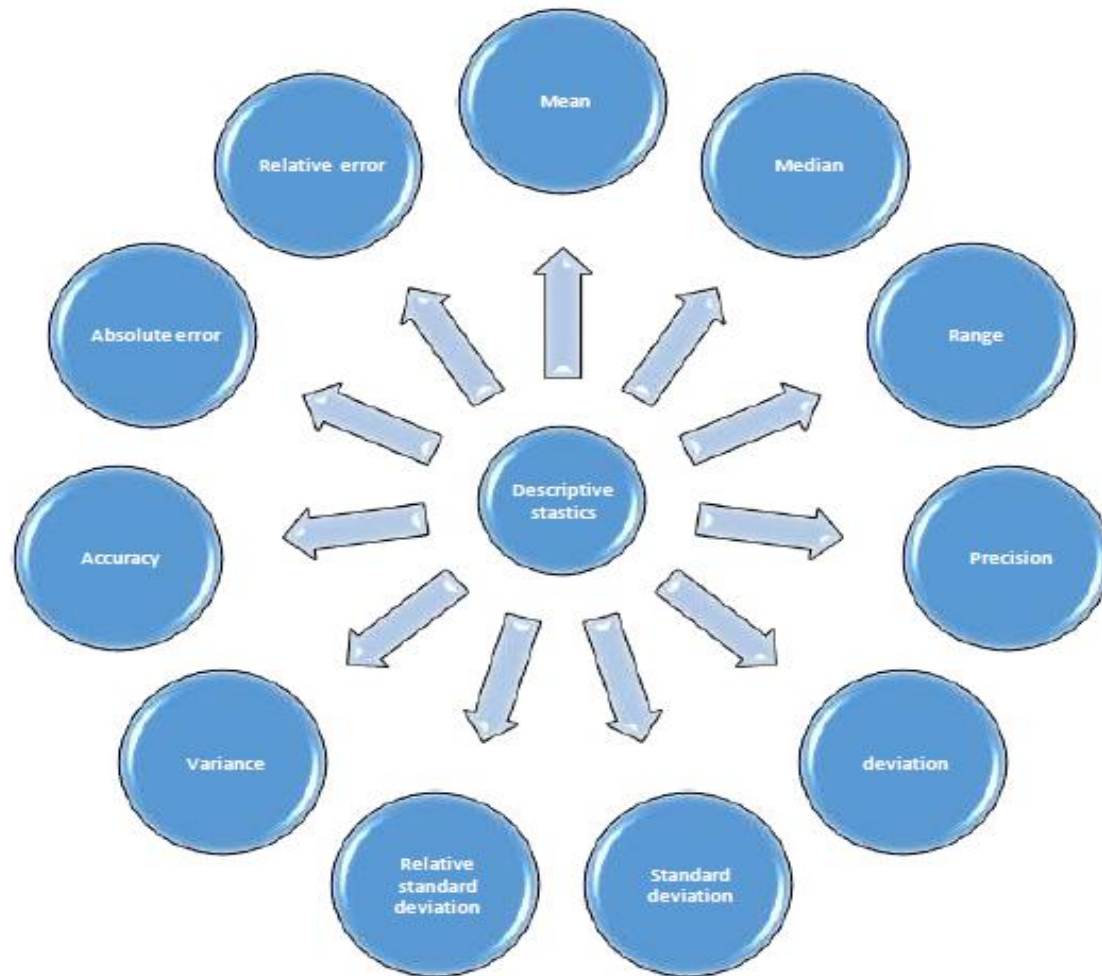 Mean
Median
Range
Precision
deviation
Standard
deviation
Relative
standard
deviation
Variance
Accuracy
Absolute error
Relative error
Descriptive
stastics